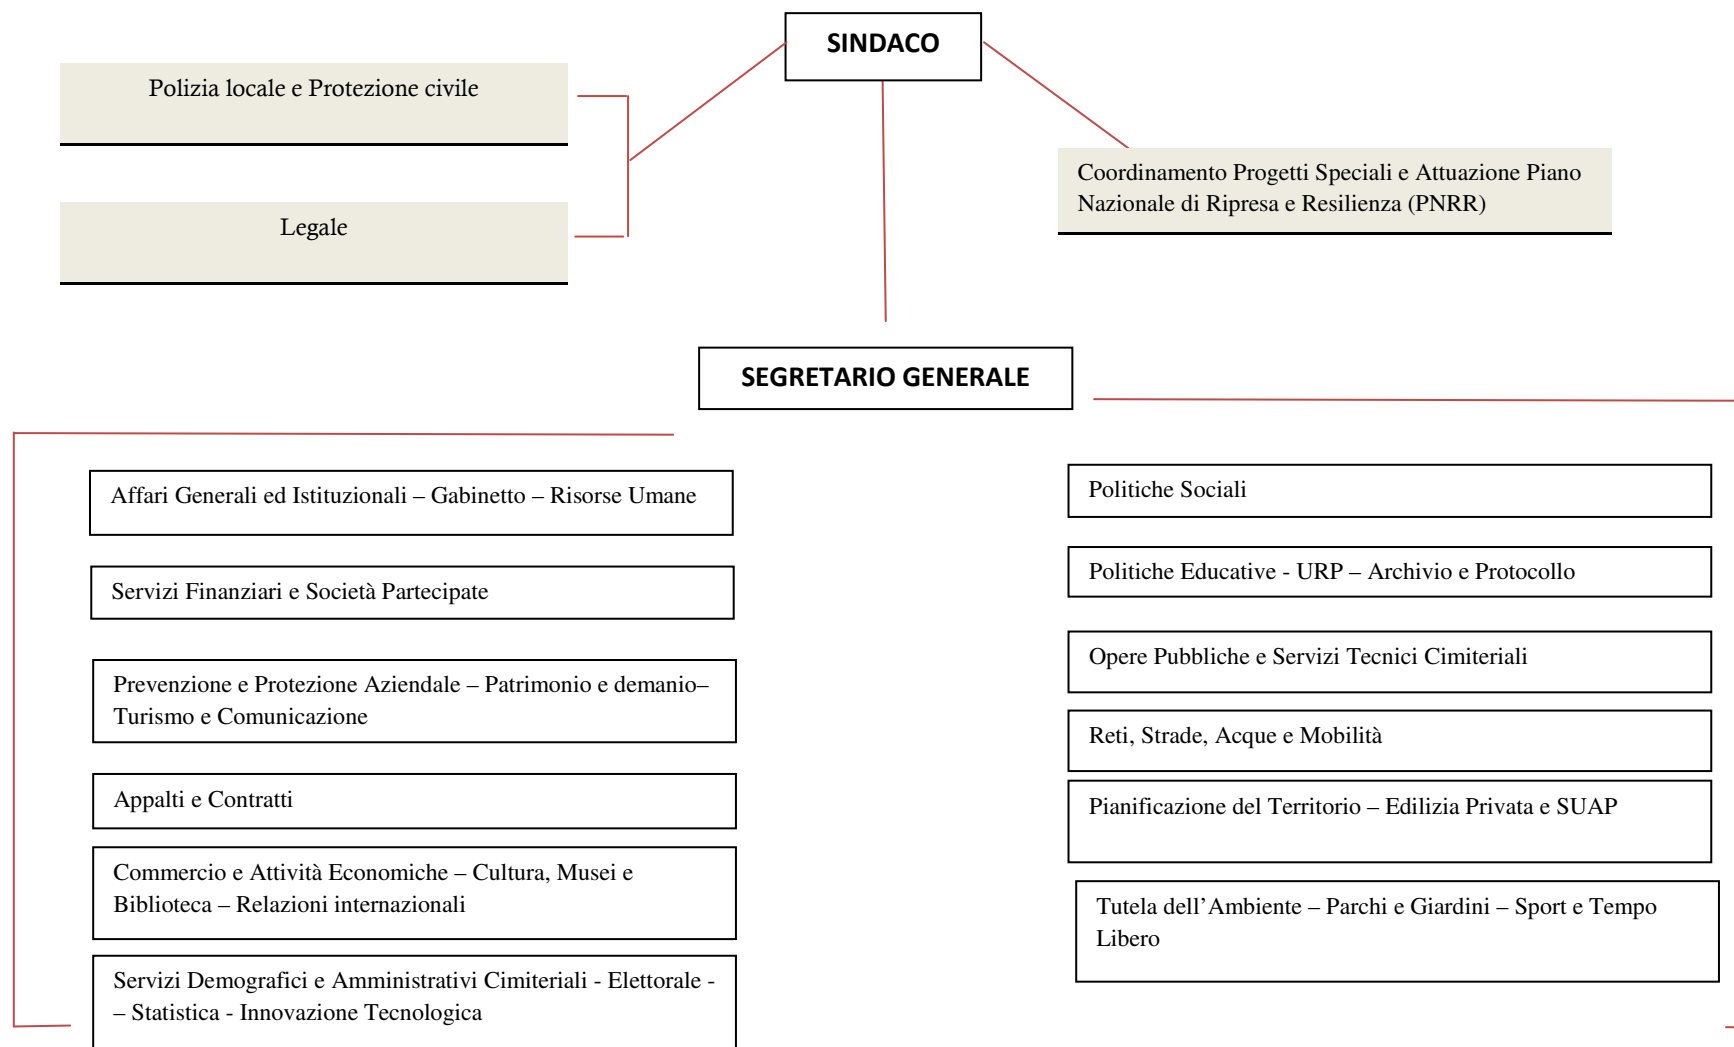 SINDACO
Polizia locale e Protezione civile
Legale
Coordinamento Progetti Speciali e Attuazione Piano
Nazionale di Ripresa e Resilienza (PNRR)
SEGRETARIO GENERALE
Affari Generali ed Istituzionali – Gabinetto – Risorse Umane
Servizi Finanziari e Società Partecipate
Prevenzione e Protezione Aziendale – Patrimonio e demanio–
Turismo e Comunicazione
Appalti e Contratti
Commercio e Attività Economiche – Cultura, Musei e
Biblioteca – Relazioni internazionali
Servizi Demografici e Amministrativi Cimiteriali - Elettorale -
– Statistica - Innovazione Tecnologica
Politiche Sociali
Politiche Educative - URP – Archivio e Protocollo
Opere Pubbliche e Servizi Tecnici Cimiteriali
Reti, Strade, Acque e Mobilità
Pianificazione del Territorio – Edilizia Privata e SUAP
Tutela dell’Ambiente – Parchi e Giardini – Sport e Tempo
Libero